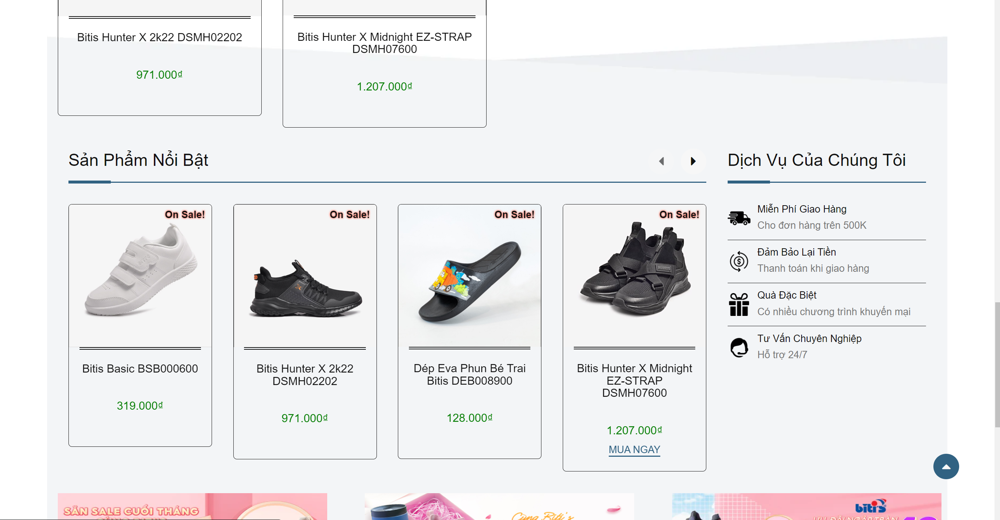 Bitis Hunter X 2k22 DSMH02202
971.000₫
Bitis Hunter X Midnight EZ-STRAP
DSMH07600
1.207.000₫
Sản Phẩm Nổi Bật
On Sale!
Bitis Basic BSB000600
319.000₫
On Sale!
Bitis Hunter X 2k22
DSMH02202
971.000₫
On Sale!
Dép Eva Phun Bé Trai
Bitis DEB008900
128.000₫
On Sale!
Bitis Hunter X Midnight
EZ-STRAP
DSMH07600
1.207.000₫
MUA NGAY
Dịch Vụ Của Chúng Tôi
Miễn Phí Giao Hàng
Cho đơn hàng trên 500K
Đảm Bảo Lại Tiền
Thanh toán khi giao hàng
Quà Đặc Biệt
Có nhiều chương trình khuyến mại
Tư Vấn Chuyên Nghiệp
Hỗ trợ 24/7
SĂN SALE CUỐI THÁNG
Cùng Biti's
bitis